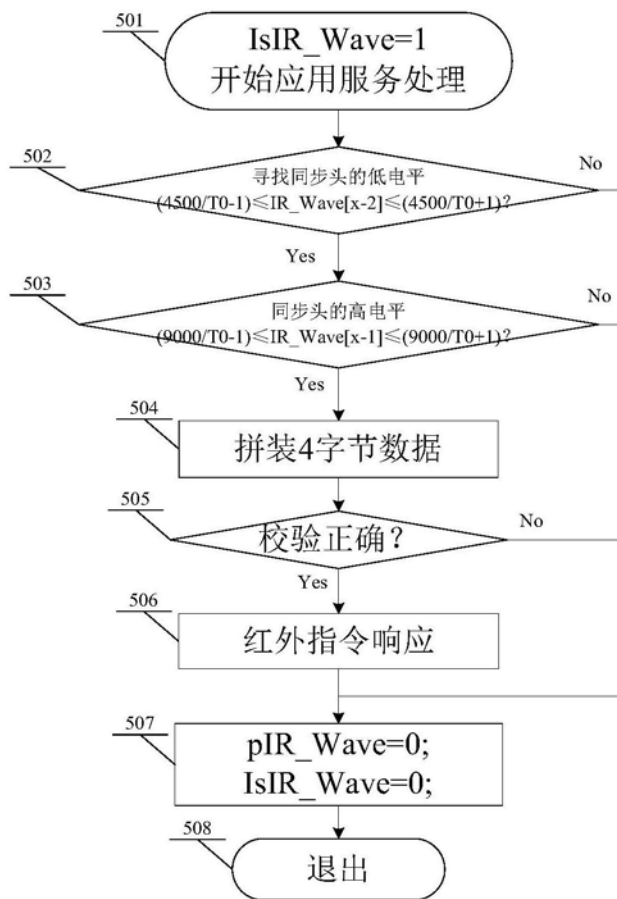 501
IsIR_Wave=1
开始应用服务处理
502
No
寻找同步头的低电平
(4500/T0-1)≤IR_Wave[x-2]≤(4500/T0+1)?
Yes
503
No
同步头的高电平
(9000/T0-1)≤IR_Wave[x-1]≤(9000/T0+1)?
Yes
504
拼装4字节数据
505
No
校验正确？
Yes
506
红外指令响应
507
pIR_Wave=0;
IsIR_Wave=0;
508
退出